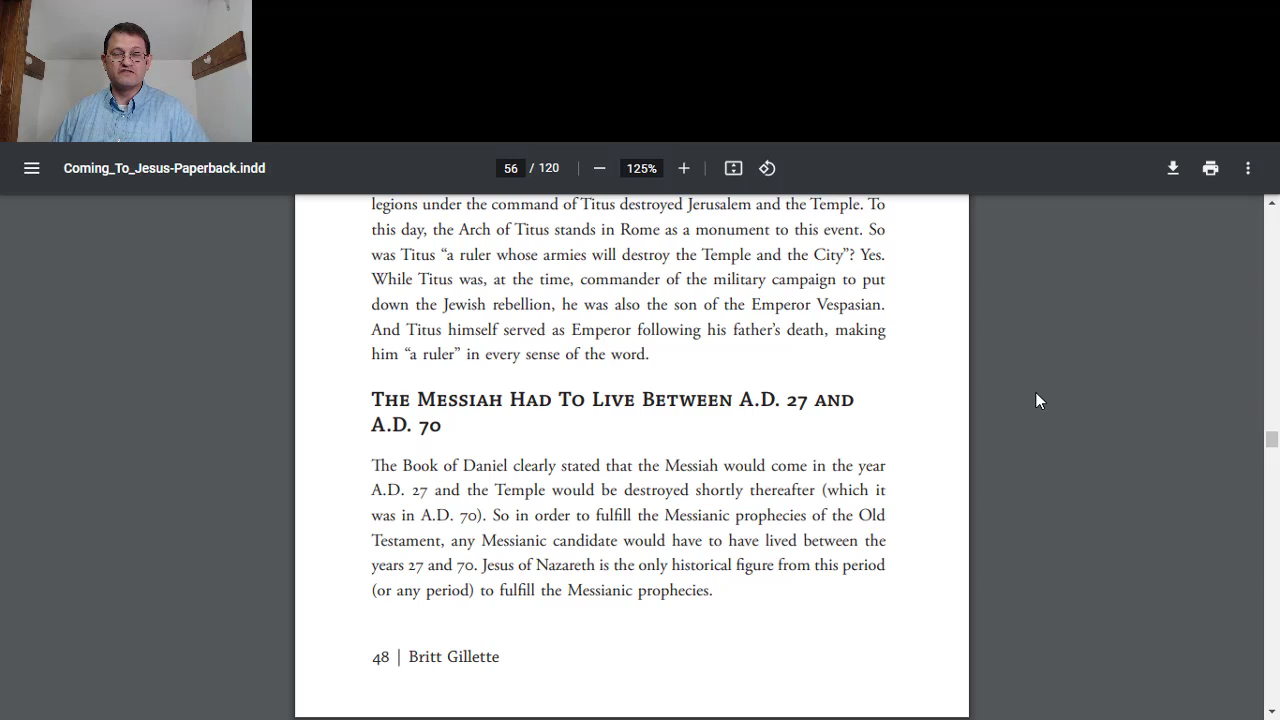 Coming_To_Jesus-Paperback.indd
56 / 120
125%
legions under the command of Titus destroyed Jerusalem and the Temple. To
this day, the Arch of Titus stands in Rome as a monument to this event. So
was Titus “a ruler whose armies will destroy the Temple and the City”? Yes.
While Titus was, at the time, commander of the military campaign to put
down the Jewish rebellion, he was also the son of the Emperor Vespasian.
And Titus himself served as Emperor following his father’s death, making
him “a ruler” in every sense of the word.
The Messiah Had To Live Between A.D. 27 and
A.D. 70
The Book of Daniel clearly stated that the Messiah would come in the year
A.D. 27 and the Temple would be destroyed shortly thereafter (which it
was in A.D. 70). So in order to fulfill the Messianic prophecies of the Old
Testament, any Messianic candidate would have to have lived between the
years 27 and 70. Jesus of Nazareth is the only historical figure from this period
(or any period) to fulfill the Messianic prophecies.
48 | Britt Gillette